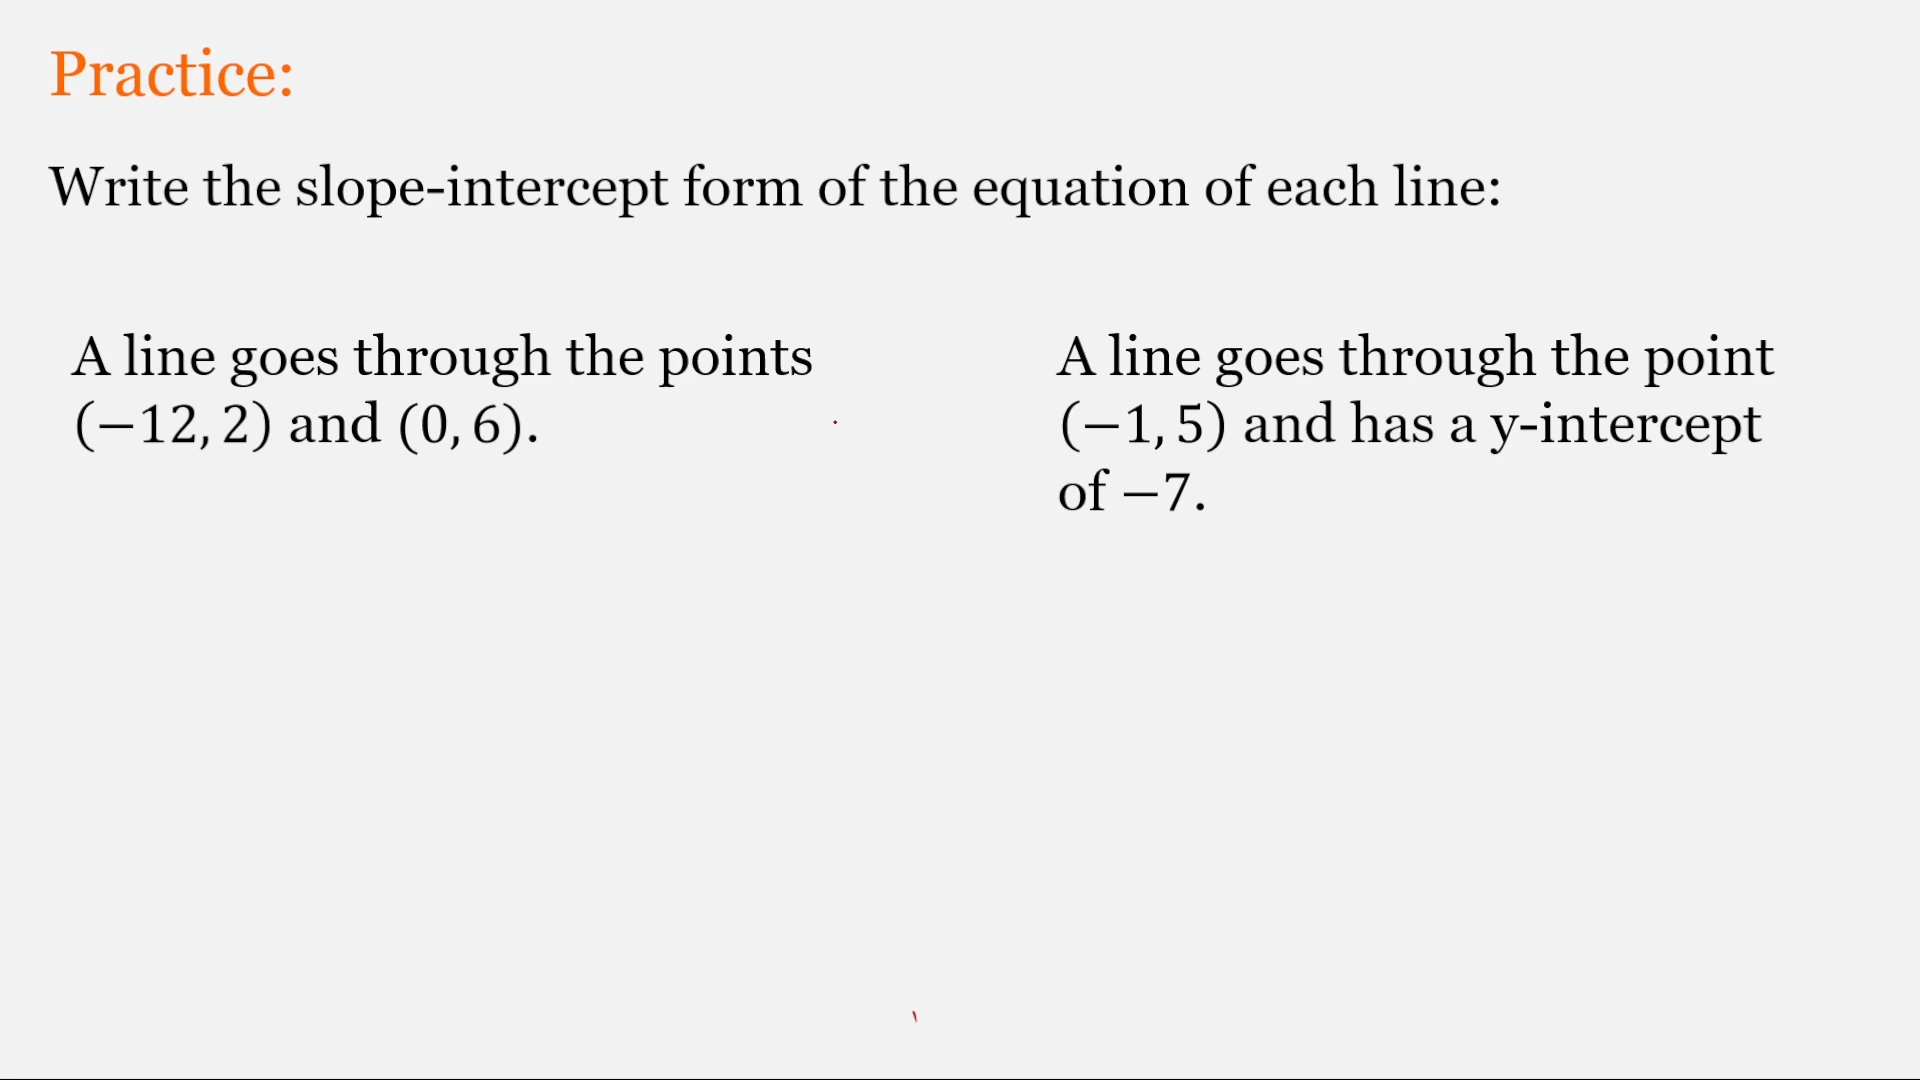 Practice:
Write the slope-intercept form of the equation of each line:
A line goes through the points
(−12, 2) and (0, 6).
A line goes through the point
(−1, 5) and has a y-intercept
of −7.